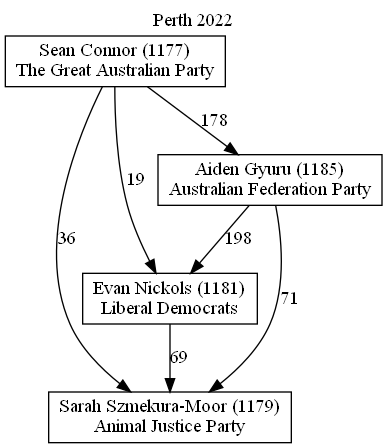 Perth 2022
Sean Connor (1177)
The Great Australian Party
178
Aiden Gyuru (1185)
Australian Federation Party
19
36
198
71
Evan Nickols (1181)
Liberal Democrats
69
Sarah Szmekura-Moor (1179)
Animal Justice Party